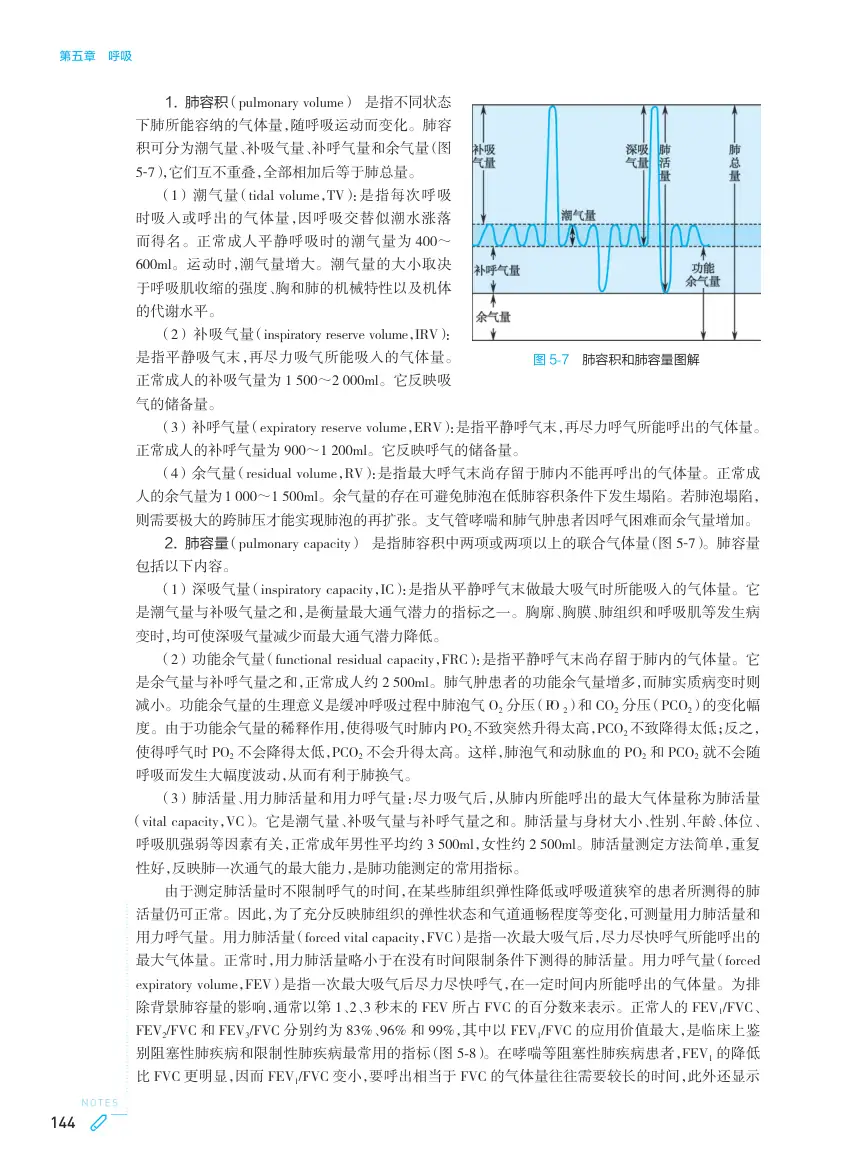 第五章　呼吸
1. 肺容积（pulmonary volume）　是指不同状态
下肺所能容纳的气体量，随呼吸运动而变化。肺容
积可分为潮气量、补吸气量、补呼气量和余气量（图
5-7），它们互不重叠，全部相加后等于肺总量。
（1）潮气量（tidal volume，TV）：是指每次呼吸
时吸入或呼出的气体量，因呼吸交替似潮水涨落
而得名。正常成人平静呼吸时的潮气量为 400～
600ml。运动时，潮气量增大。潮气量的大小取决
于呼吸肌收缩的强度、胸和肺的机械特性以及机体
的代谢水平。
（2）补吸气量（inspiratory reserve volume，IRV）：
是指平静吸气末，再尽力吸气所能吸入的气体量。
正常成人的补吸气量为 1 500～2 000ml。它反映吸
气的储备量。
补吸
气量
深吸
气量
肺
活
量
肺
总
量
潮气量
补呼气量
功能
余气量
余气量
图 5-7　肺容积和肺容量图解
（3）补呼气量（expiratory reserve volume，ERV）：是指平静呼气末，再尽力呼气所能呼出的气体量。
正常成人的补呼气量为 900～1 200ml。它反映呼气的储备量。
（4）余气量（residual volume，RV）：是指最大呼气末尚存留于肺内不能再呼出的气体量。正常成
人的余气量为 1 000～1 500ml。余气量的存在可避免肺泡在低肺容积条件下发生塌陷。若肺泡塌陷，
则需要极大的跨肺压才能实现肺泡的再扩张。支气管哮喘和肺气肿患者因呼气困难而余气量增加。
2. 肺容量（pulmonary capacity）　是指肺容积中两项或两项以上的联合气体量（图 5-7）。肺容量
包括以下内容。
（1）深吸气量（inspiratory capacity，IC）：是指从平静呼气末做最大吸气时所能吸入的气体量。它
是潮气量与补吸气量之和，是衡量最大通气潜力的指标之一。胸廓、胸膜、肺组织和呼吸肌等发生病
变时，均可使深吸气量减少而最大通气潜力降低。
（2）功能余气量（functional residual capacity，FRC）：是指平静呼气末尚存留于肺内的气体量。它
是余气量与补呼气量之和，正常成人约 2 500ml。肺气肿患者的功能余气量增多，而肺实质病变时则
减小。功能余气量的生理意义是缓冲呼吸过程中肺泡气 O₂ 分压（PO₂）和 CO₂ 分压（PCO₂）的变化幅
度。由于功能余气量的稀释作用，使得吸气时肺内 PO₂ 不致突然升得太高，PCO₂ 不致降得太低；反之，
使得呼气时 PO₂ 不会降得太低，PCO₂ 不会升得太高。这样，肺泡气和动脉血的 PO₂ 和 PCO₂ 就不会随
呼吸而发生大幅度波动，从而有利于肺换气。
（3）肺活量、用力肺活量和用力呼气量：尽力吸气后，从肺内所能呼出的最大气体量称为肺活量
（vital capacity，VC）。它是潮气量、补吸气量与补呼气量之和。肺活量与身材大小、性别、年龄、体位、
呼吸肌强弱等因素有关，正常成年男性平均约 3 500ml，女性约 2 500ml。肺活量测定方法简单，重复
性好，反映肺一次通气的最大能力，是肺功能测定的常用指标。
由于测定肺活量时不限制呼气的时间，在某些肺组织弹性降低或呼吸道狭窄的患者所测得的肺
活量仍可正常。因此，为了充分反映肺组织的弹性状态和气道通畅程度等变化，可测量用力肺活量和
用力呼气量。用力肺活量（forced vital capacity，FVC）是指一次最大吸气后，尽力尽快呼气所能呼出的
最大气体量。正常时，用力肺活量略小于在没有时间限制条件下测得的肺活量。用力呼气量（forced
expiratory volume，FEV）是指一次最大吸气后尽力尽快呼气，在一定时间内所能呼出的气体量。为排
除背景肺容量的影响，通常以第 1、2、3 秒末的 FEV 所占 FVC 的百分数来表示。正常人的 FEV₁/FVC、
FEV₂/FVC 和 FEV₃/FVC 分别约为 83%、96% 和 99%，其中以 FEV₁/FVC 的应用价值最大，是临床上鉴
别阻塞性肺疾病和限制性肺疾病最常用的指标（图 5-8）。在哮喘等阻塞性肺疾病患者，FEV₁ 的降低
比 FVC 更明显，因而 FEV₁/FVC 变小，要呼出相当于 FVC 的气体量往往需要较长的时间，此外还显示
NOTES
144